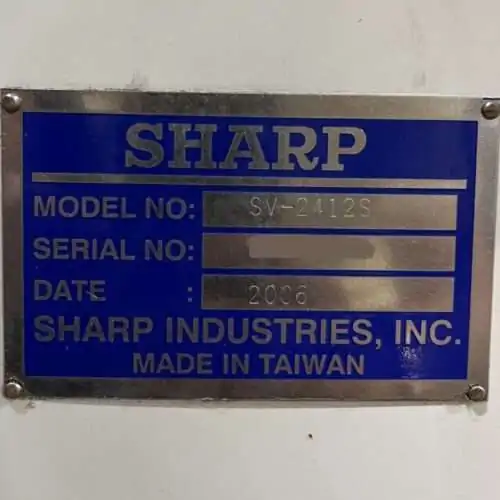 SHARP
MODEL NO: SV-2412S
SERIAL NO:
DATE : 2006
SHARP INDUSTRIES, INC.
MADE IN TAIWAN